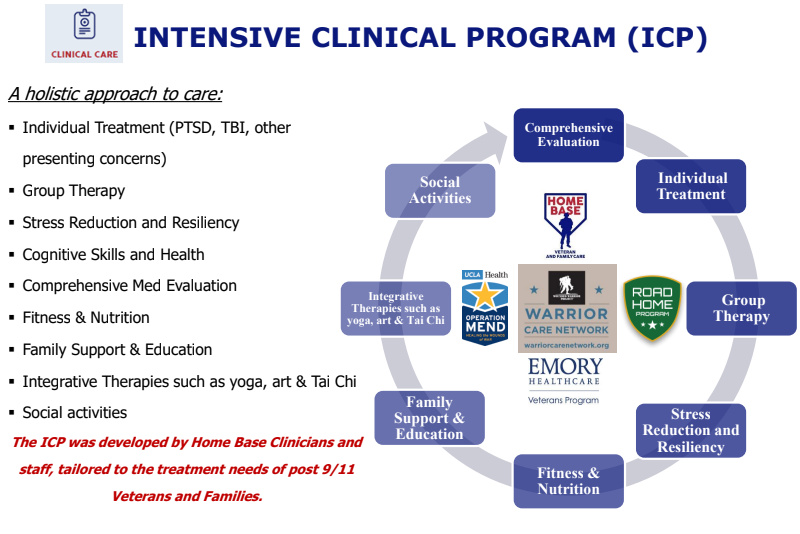 CLINICAL CARE
INTENSIVE CLINICAL PROGRAM (ICP)
A holistic approach to care:
▪ Individual Treatment (PTSD, TBI, other
presenting concerns)
▪ Group Therapy
▪ Stress Reduction and Resiliency
▪ Cognitive Skills and Health
▪ Comprehensive Med Evaluation
▪ Fitness & Nutrition
▪ Family Support & Education
▪ Integrative Therapies such as yoga, art & Tai Chi
▪ Social activities
The ICP was developed by Home Base Clinicians and
staff, tailored to the treatment needs of post 9/11
Veterans and Families.
Comprehensive
Evaluation
Individual
Treatment
Group
Therapy
Stress
Reduction and
Resiliency
Fitness &
Nutrition
Family
Support &
Education
Integrative
Therapies such as
yoga, art & Tai Chi
Social
Activities
HOME
BASE
VETERAN
AND FAMILY CARE
UCLA Health
OPERATION
MEND
HEALING THE WOUNDS
OF WAR
WARRIOR
CARE NETWORK
warriorcarenetwork.org
ROAD
HOME
PROGRAM
EMORY
HEALTHCARE
Veterans Program